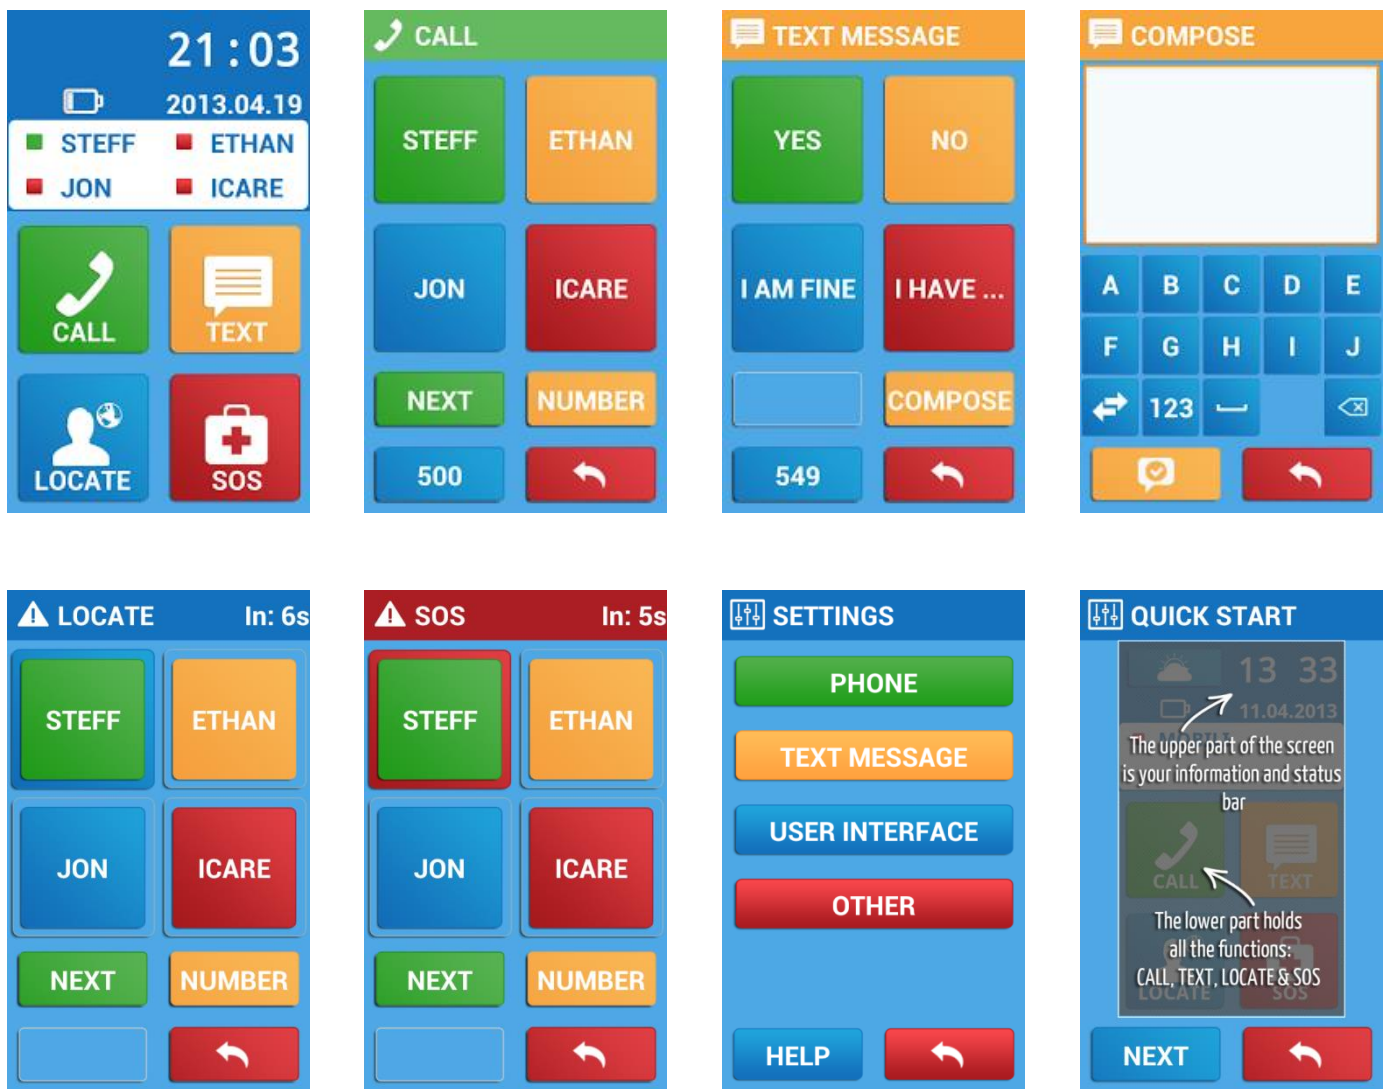 21:03
2013.04.19
STEFF ETHAN
JON ICARE
CALL TEXT
LOCATE SOS
CALL
STEFF ETHAN
JON ICARE
NEXT NUMBER
500
TEXT MESSAGE
YES NO
I AM FINE I HAVE ...
COMPOSE
549
COMPOSE
A B C D E
F G H I J
123
LOCATE In: 6s
STEFF ETHAN
JON ICARE
NEXT NUMBER
SOS In: 5s
STEFF ETHAN
JON ICARE
NEXT NUMBER
SETTINGS
PHONE
TEXT MESSAGE
USER INTERFACE
OTHER
HELP
QUICK START
13 33
11.04.2013
MOBILI
The upper part of the screen
is your information and status
bar
CALL TEXT
The lower part holds
all the functions:
CALL, TEXT, LOCATE & SOS
LOCATE SOS
NEXT